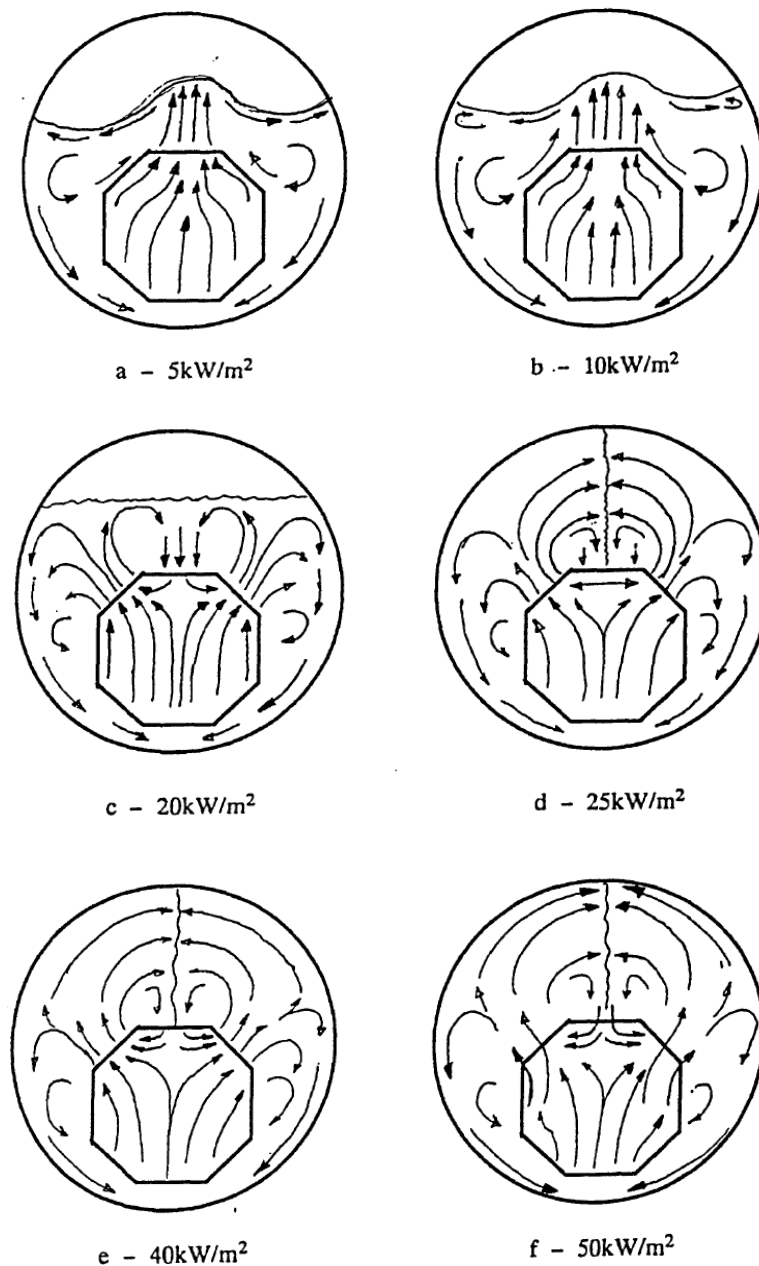 a - 5kW/m²
b - 10kW/m²
c - 20kW/m²
d - 25kW/m²
e - 40kW/m²
f - 50kW/m²